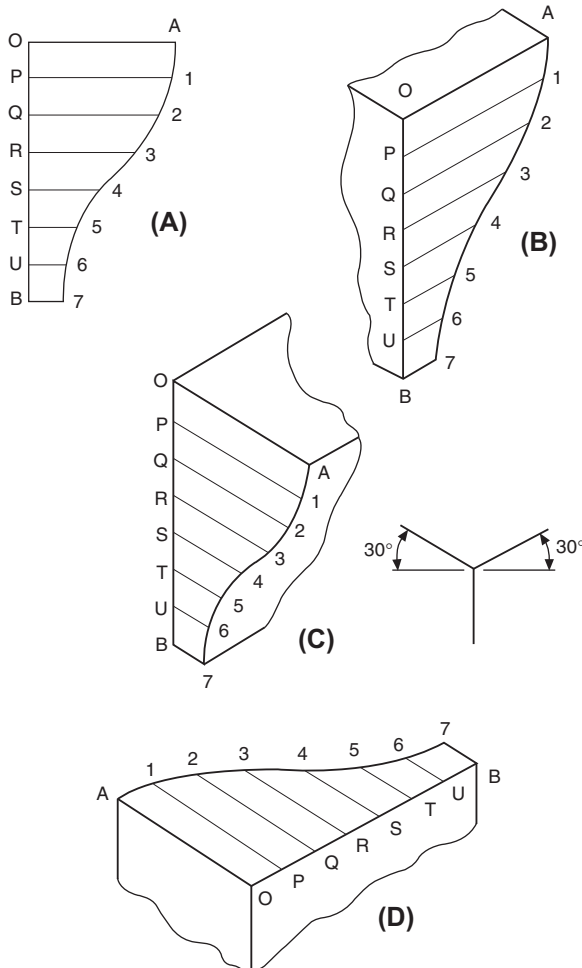 O A
P 1
Q 2
R 3
S 4
T 5
U 6
B 7
(A)
A
O
1
P 2
Q 3
R 4
S
T 5
U 6
7
B
(B)
O
P
Q A
R 1
S 2
T 3
U 4
B 5
6
7
(C)
30° 30°
7
6
5
4
3
2
1
A B
U
T
S
R
Q
P
O
(D)